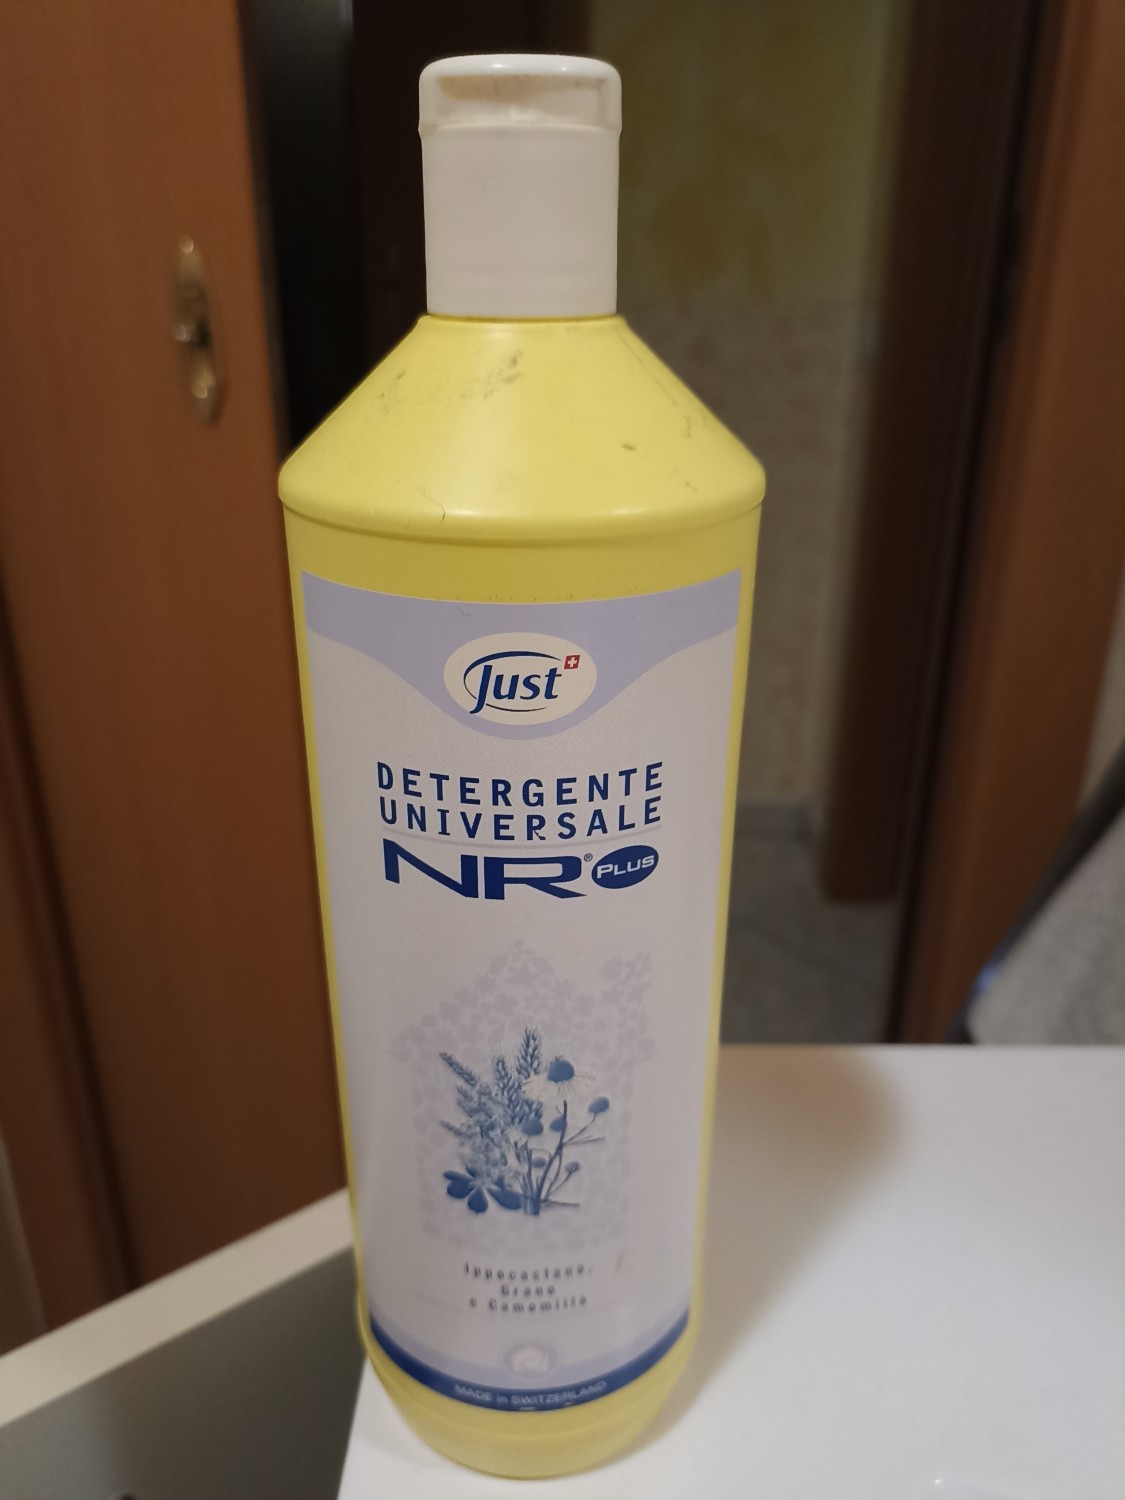 Just
DETERGENTE
UNIVERSALE
NR® PLUS
Ippocastano,
Grano
e Camomilla
MADE in SWITZERLAND